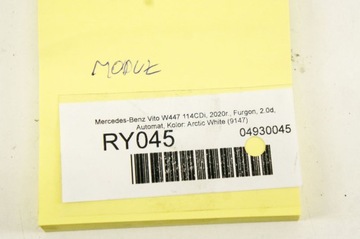 MODUŁ
Mercedes-Benz Vito W447 114CDi, 2020r., Furgon, 2.0d,
Automat, Kolor: Arctic White (9147)
RY045
04930045